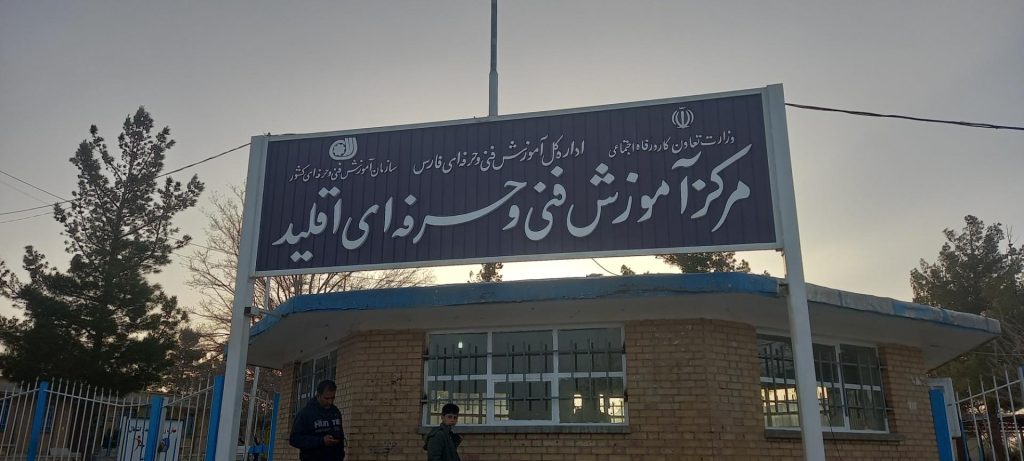 وزارت تعاون کار و رفاه اجتماعی
اداره کل آموزش فنی و حرفه ای فارس
سازمان آموزش فنی و حرفه ای کشور
مرکز آموزش فنی و حرفه ای اقلید